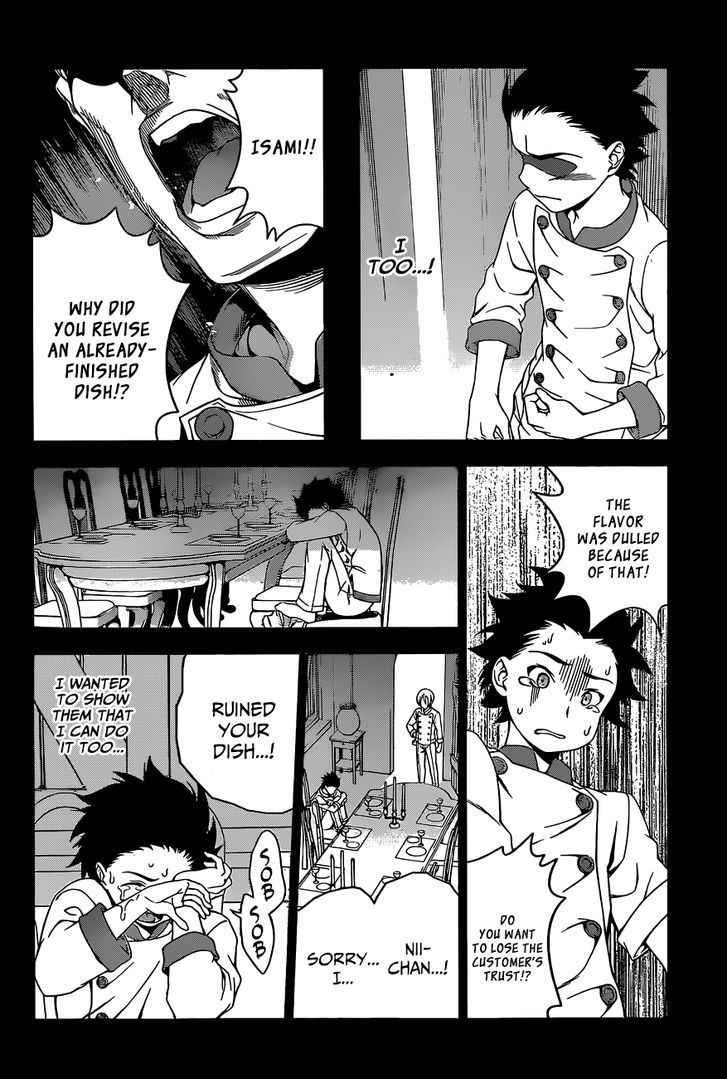 I
TOO...!
ISAMI!!
WHY DID
YOU REVISE
AN ALREADY-
FINISHED
DISH!?
THE
FLAVOR
WAS DULLED
BECAUSE
OF THAT!
DO
YOU WANT
TO LOSE THE
CUSTOMER'S
TRUST!?
NII-
CHAN...!
SORRY...
I...
RUINED
YOUR
DISH...!
I WANTED
TO SHOW
THEM THAT
I CAN DO
IT TOO...
SOB
SOB